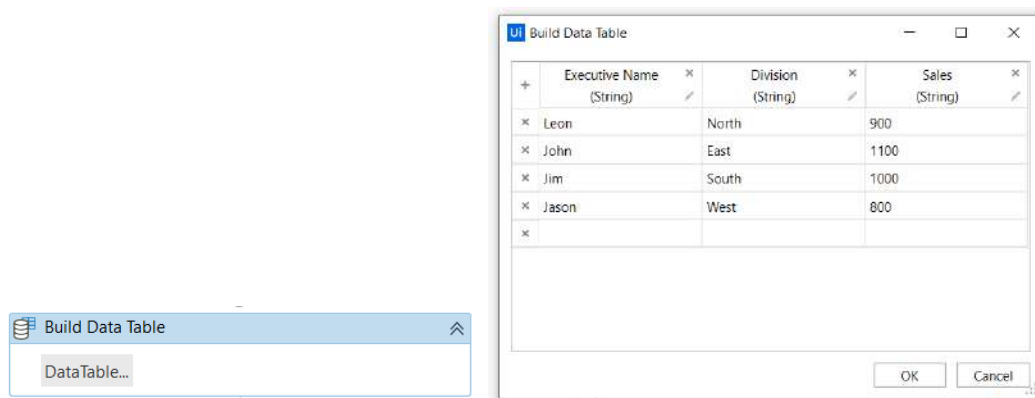 Ui Build Data Table
Executive Name Division Sales
(String) (String) (String)
Leon North 900
John East 1100
Jim South 1000
Jason West 800
Build Data Table
DataTable...
OK Cancel